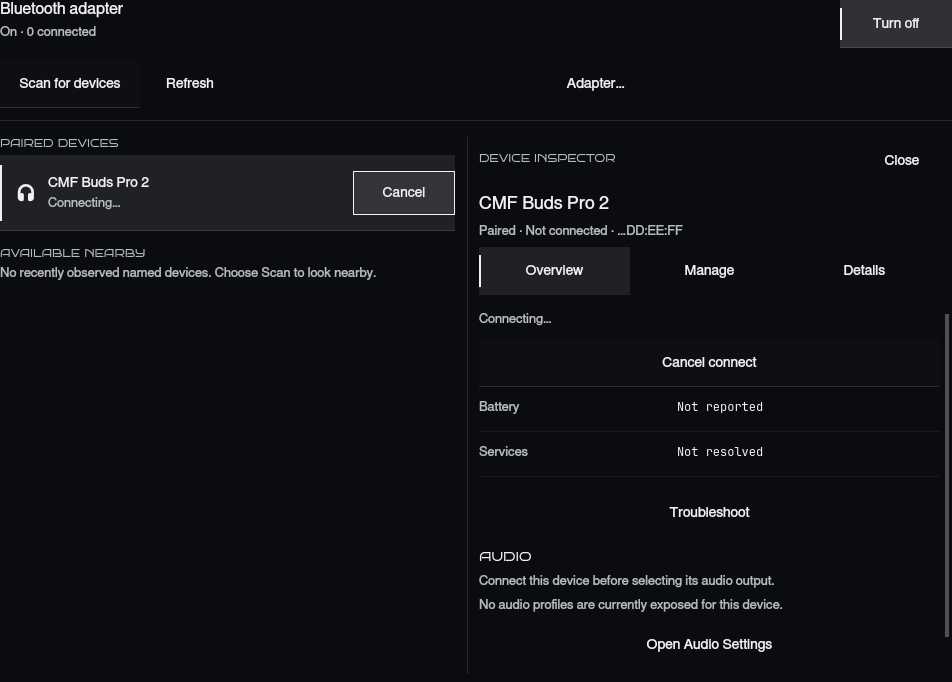 Bluetooth adapter
On · 0 connected
Turn off
Scan for devices
Refresh
Adapter...
PAIRED DEVICES
CMF Buds Pro 2
Connecting...
Cancel
AVAILABLE NEARBY
No recently observed named devices. Choose Scan to look nearby.
DEVICE INSPECTOR
Close
CMF Buds Pro 2
Paired · Not connected · ...DD:EE:FF
Overview
Manage
Details
Connecting...
Cancel connect
Battery
Not reported
Services
Not resolved
Troubleshoot
AUDIO
Connect this device before selecting its audio output.
No audio profiles are currently exposed for this device.
Open Audio Settings